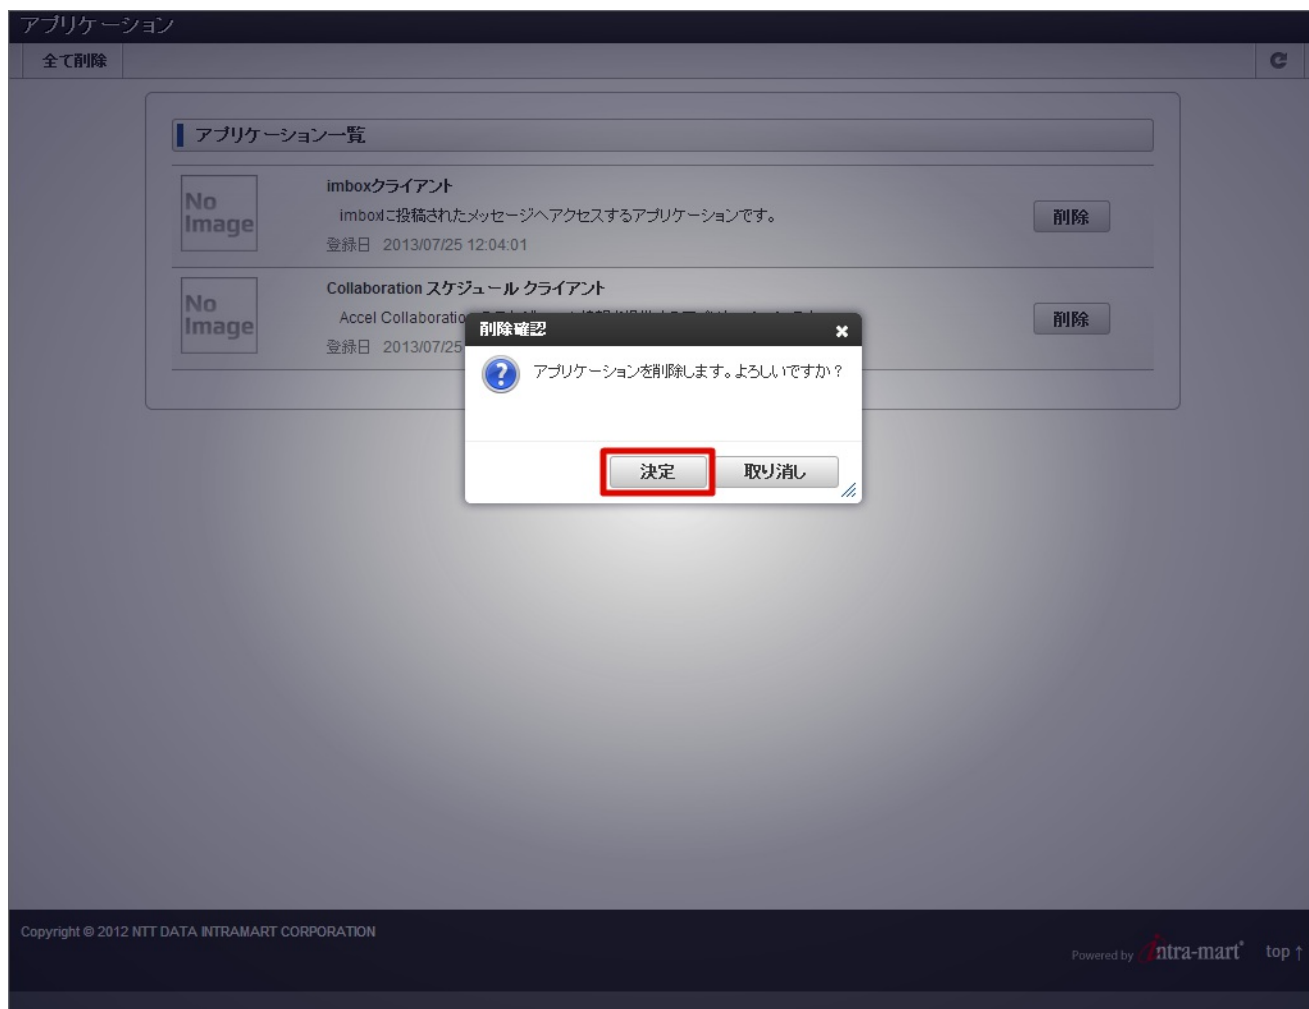 アプリケーション
全て削除
アプリケーション一覧
No Image
imboxクライアント
imboxに投稿されたメッセージへアクセスするアプリケーションです。
登録日 2013/07/25 12:04:01
削除
No Image
Collaboration スケジュール クライアント
Accel Collaboratio
登録日 2013/07/25
削除
削除確認
アプリケーションを削除します。よろしいですか？
決定 取り消し
Copyright © 2012 NTT DATA INTRAMART CORPORATION
Powered by intra-mart top ↑